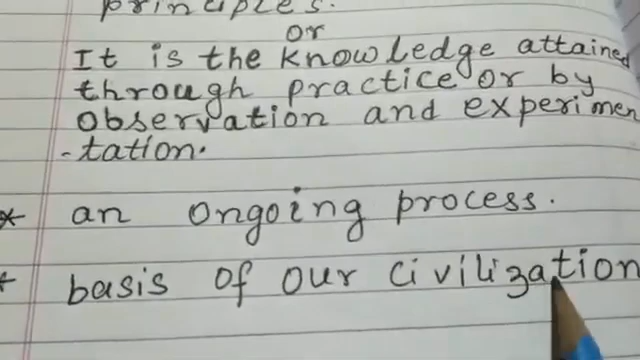 principles.
or
It is the knowledge attained
through practice or by
observation and experimen
-tation.
* an ongoing process.
* basis of our civilization